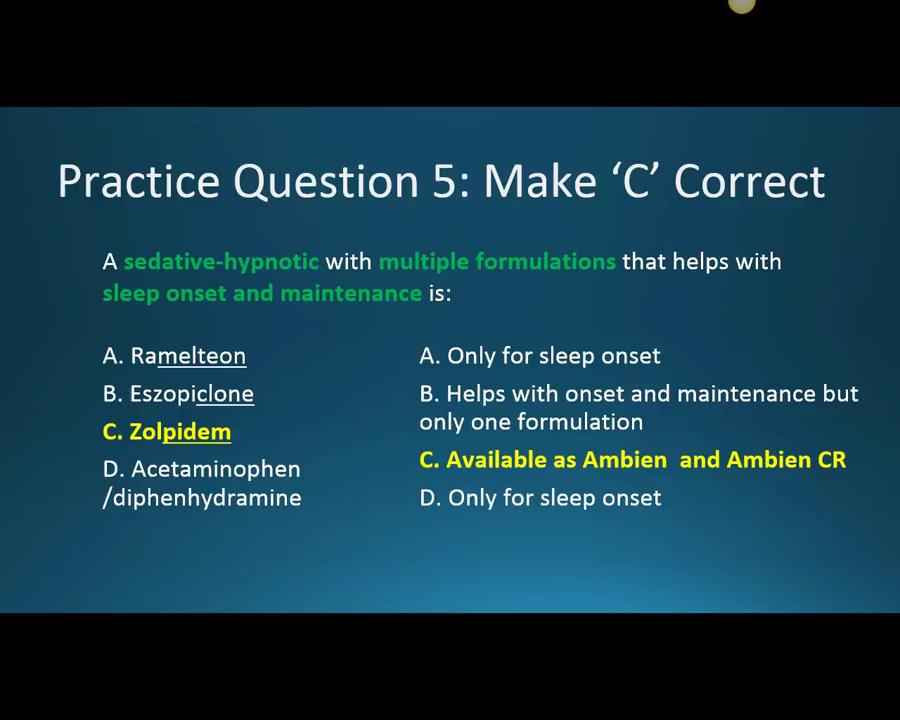 Practice Question 5: Make ‘C’ Correct
A sedative-hypnotic with multiple formulations that helps with
sleep onset and maintenance is:
A. Ramelteon
B. Eszopiclone
C. Zolpidem
D. Acetaminophen
/diphenhydramine
A. Only for sleep onset
B. Helps with onset and maintenance but
only one formulation
C. Available as Ambien and Ambien CR
D. Only for sleep onset